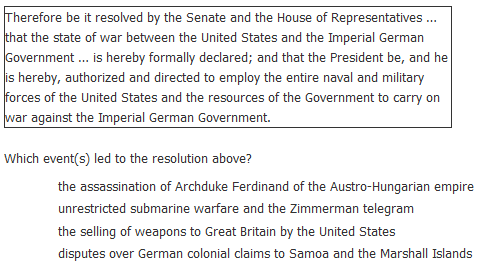 Therefore be it resolved by the Senate and the House of Representatives ...
that the state of war between the United States and the Imperial German
Government ... is hereby formally declared; and that the President be, and he
is hereby, authorized and directed to employ the entire naval and military
forces of the United States and the resources of the Government to carry on
war against the Imperial German Government.
Which event(s) led to the resolution above?
the assassination of Archduke Ferdinand of the Austro-Hungarian empire
unrestricted submarine warfare and the Zimmerman telegram
the selling of weapons to Great Britain by the United States
disputes over German colonial claims to Samoa and the Marshall Islands